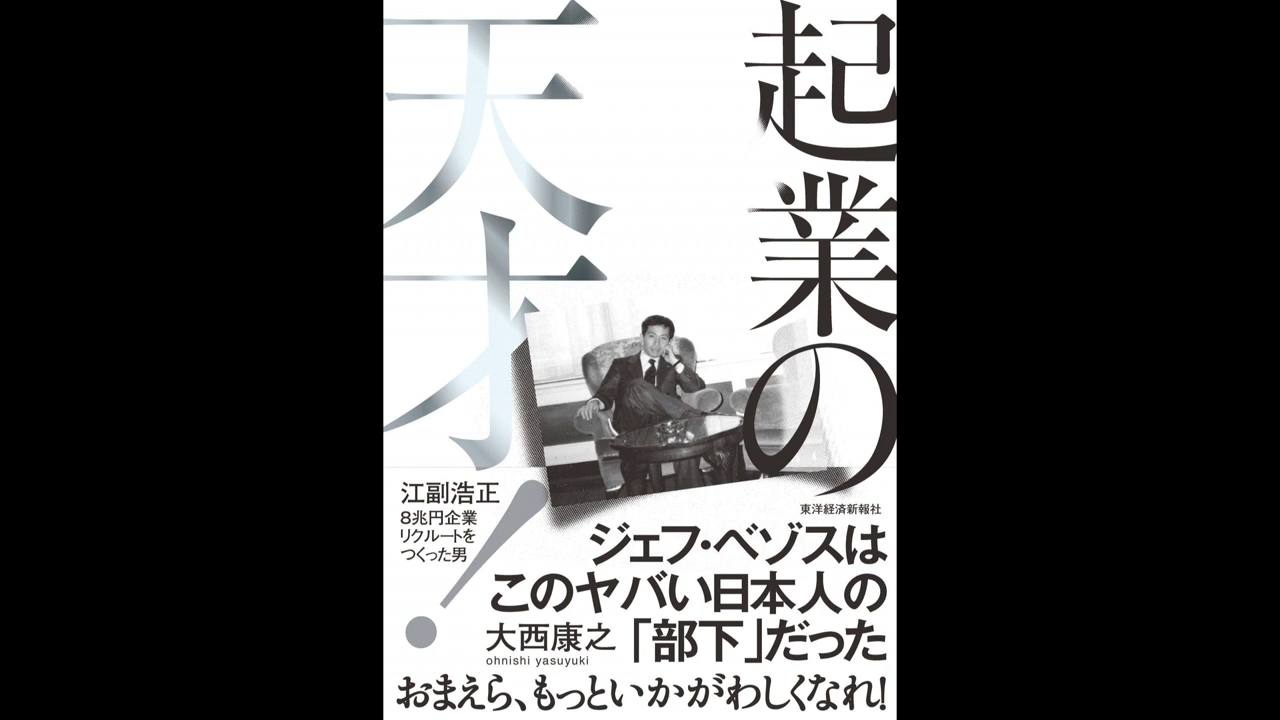 起業の
天才!
江副浩正
8兆円企業
リクルートを
つくった男
東洋経済新報社
ジェフ・ベゾスは
このヤバい日本人の
「部下」だった
大西康之
ohnishi yasuyuki
おまえら、もっといかがわしくなれ!